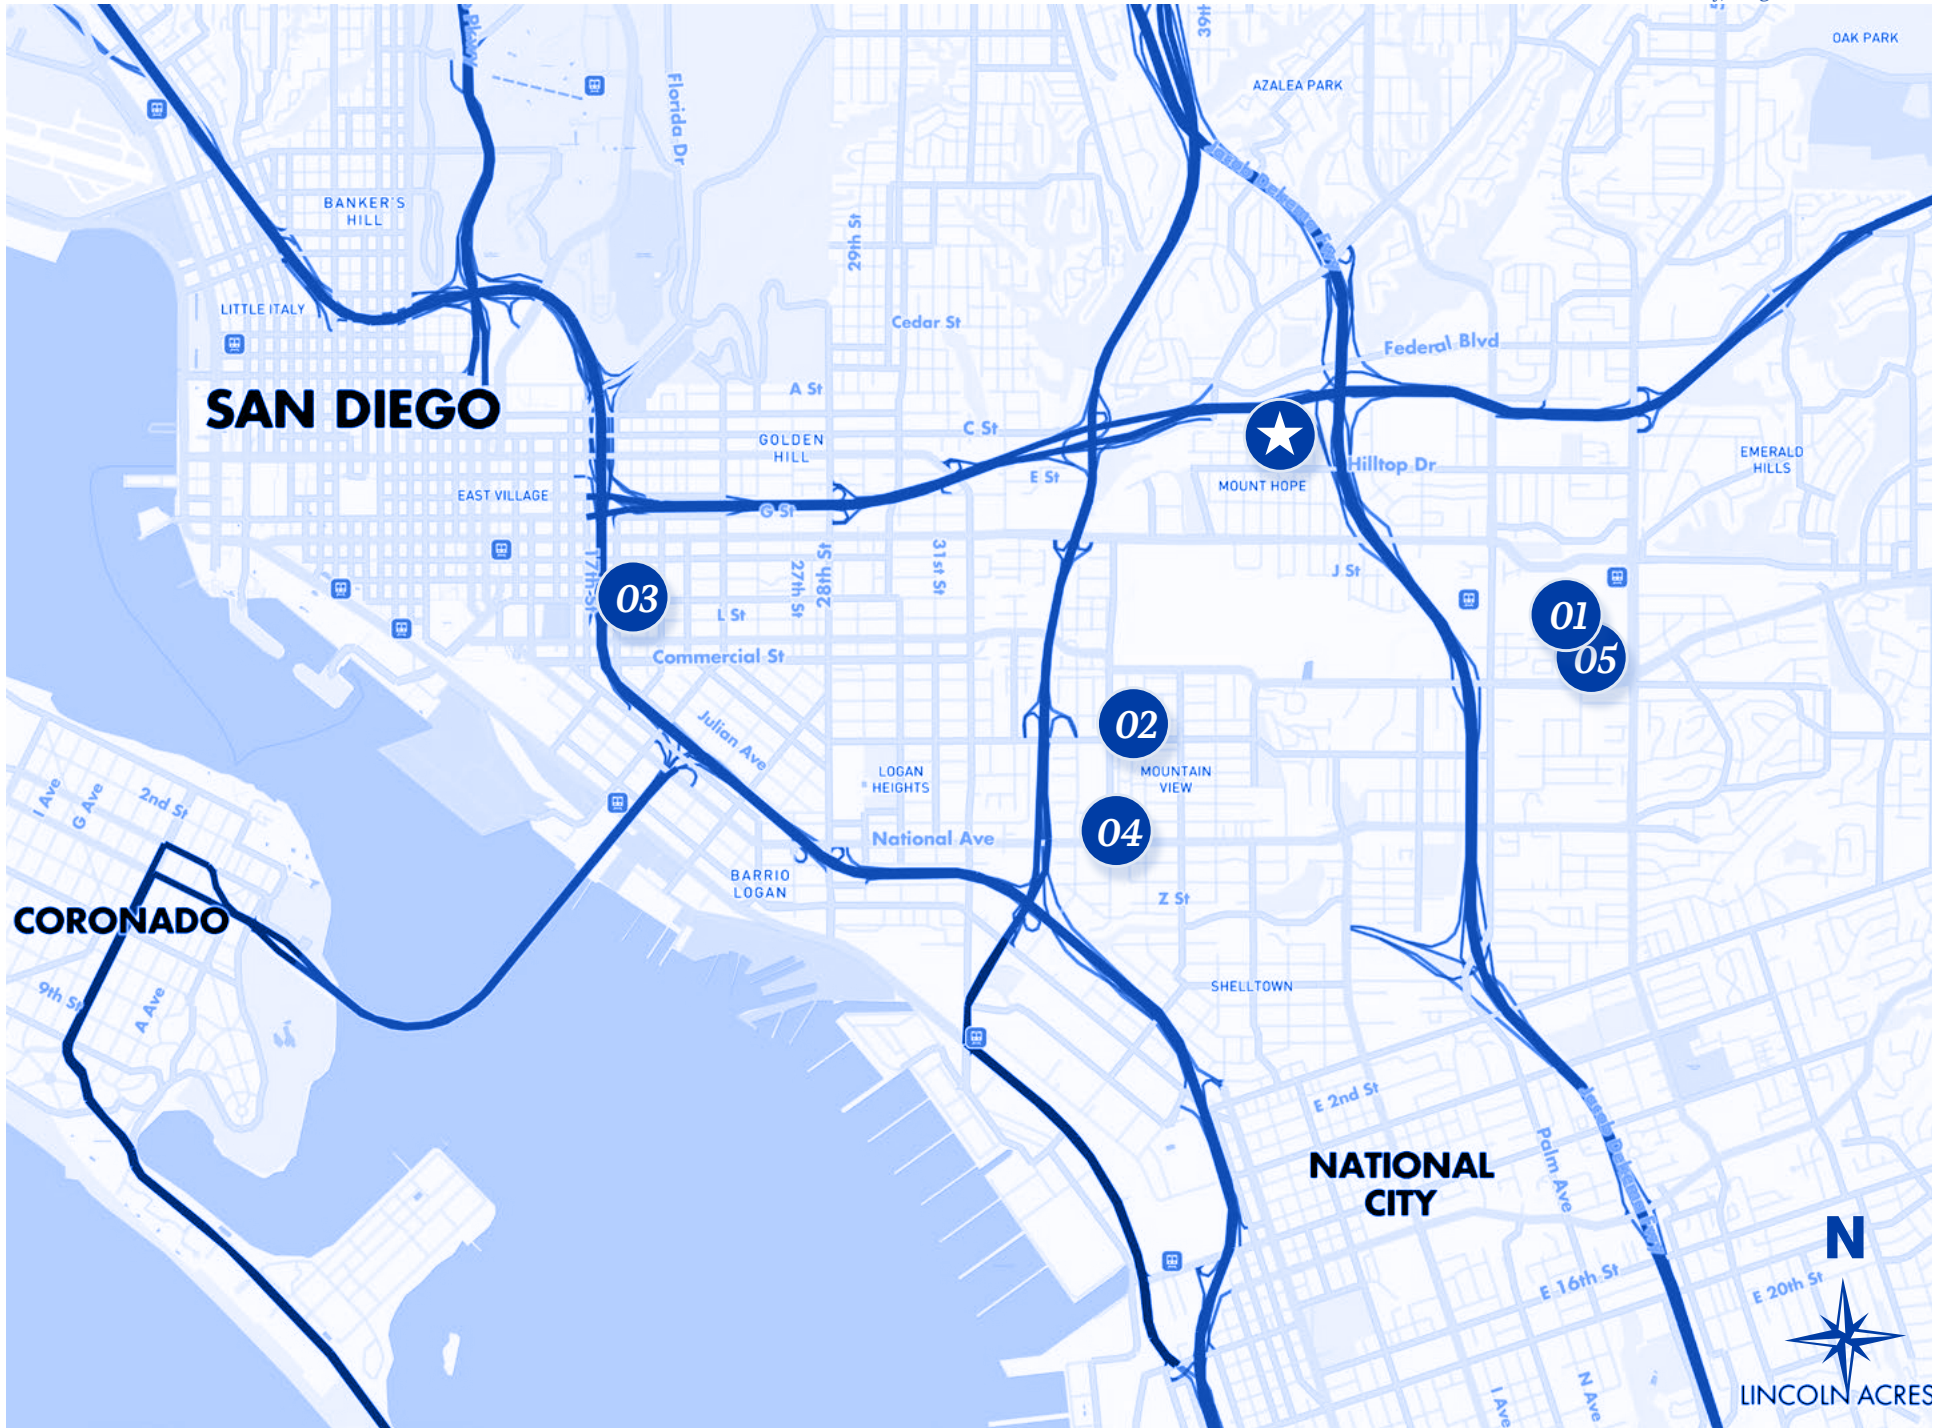 OAK PARK
39th
Pkwy
AZALEA PARK
Florida Dr
BANKER'S
HILL
29th St
LITTLE ITALY
Cedar St
Federal Blvd
SAN DIEGO
A St
C St
GOLDEN
HILL
EMERALD
HILLS
Hilltop Dr
E St
MOUNT HOPE
EAST VILLAGE
G St
17th St
27th St
28th St
31st St
J St
03
01
L St
05
Commercial St
02
Julian Ave
LOGAN
HEIGHTS
MOUNTAIN
VIEW
I Ave
G Ave
2nd St
National Ave
04
BARRIO
LOGAN
Z St
CORONADO
9th St
A Ave
SHELLTOWN
E 2nd St
Palm Ave
NATIONAL
CITY
N
E 16th St
E 20th St
I Ave
N Ave
LINCOLN ACRES